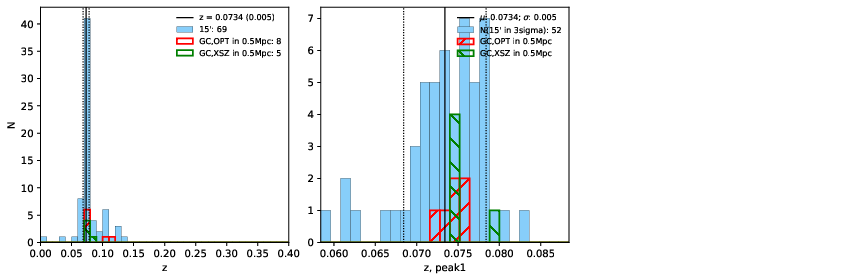 z = 0.0734 (0.005)
15': 69
GC,OPT in 0.5Mpc: 8
GC,XSZ in 0.5Mpc: 5
40
35
30
25
20
15
10
5
0
N
0.00 0.05 0.10 0.15 0.20 0.25 0.30 0.35 0.40
z
μ: 0.0734; σ: 0.005
N(15' in 3sigma): 52
GC,OPT in 0.5Mpc
GC,XSZ in 0.5Mpc
7
6
5
4
3
2
1
0
0.060 0.065 0.070 0.075 0.080 0.085
z, peak1